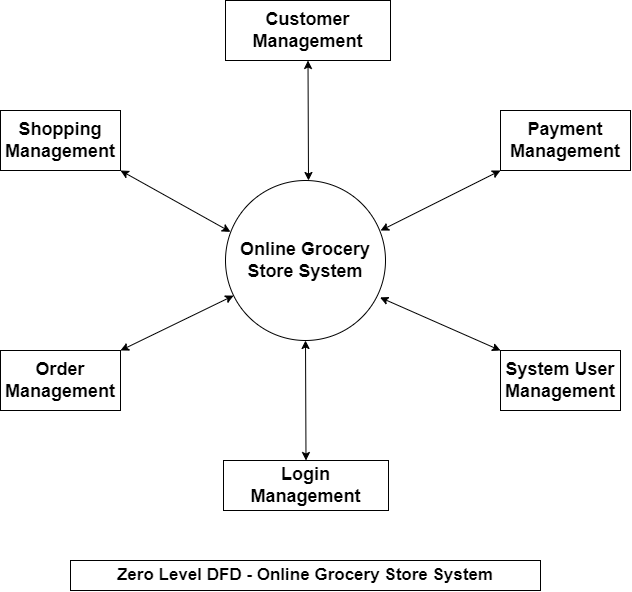 Customer
Management
Shopping
Management
Payment
Management
Online Grocery
Store System
Order
Management
System User
Management
Login
Management
Zero Level DFD - Online Grocery Store System